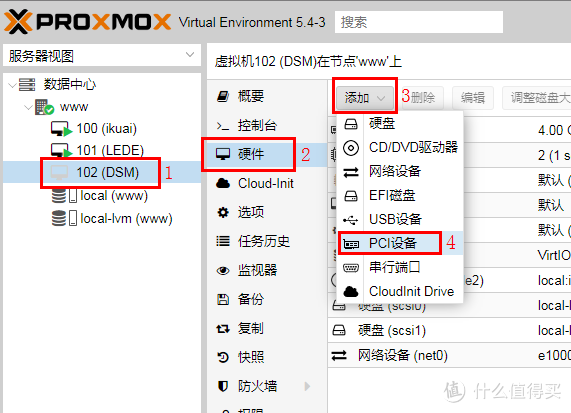 PROXMOX Virtual Environment 5.4-3 搜索
服务器视图
数据中心
www
100 (ikuai)
101 (LEDE)
102 (DSM) 1
local (www)
local-lvm (www)
虚拟机102 (DSM)在节点'www'上
概要
控制台
硬件 2
Cloud-Init
选项
任务历史
监视器
备份
复制
快照
防火墙
权限
添加 3 删除 编辑 调整磁盘大
硬盘
CD/DVD驱动器
网络设备
EFI磁盘
USB设备
PCI设备 4
串行端口
CloudInit Drive
4.00
2 (1 s
默认 (
默认
默认 (
VirtIO
e2) local:i
硬盘 (scsi0) local-l
硬盘 (scsi1) local-l
网络设备 (net0) e1000
值 什么值得买